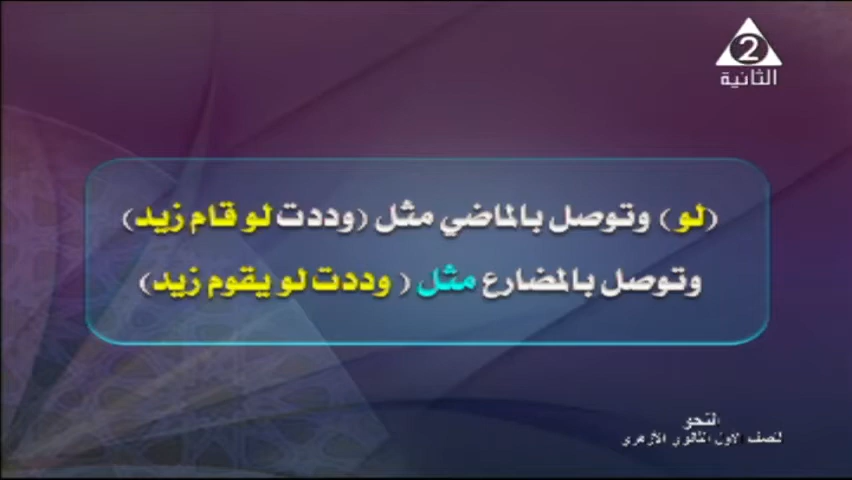 2
الثانية
(لو) وتوصل بالماضي مثل (وددت لو قام زيد)
وتوصل بالمضارع مثل ( وددت لو يقوم زيد)
النحو
للصف الأول الثانوي الأزهري